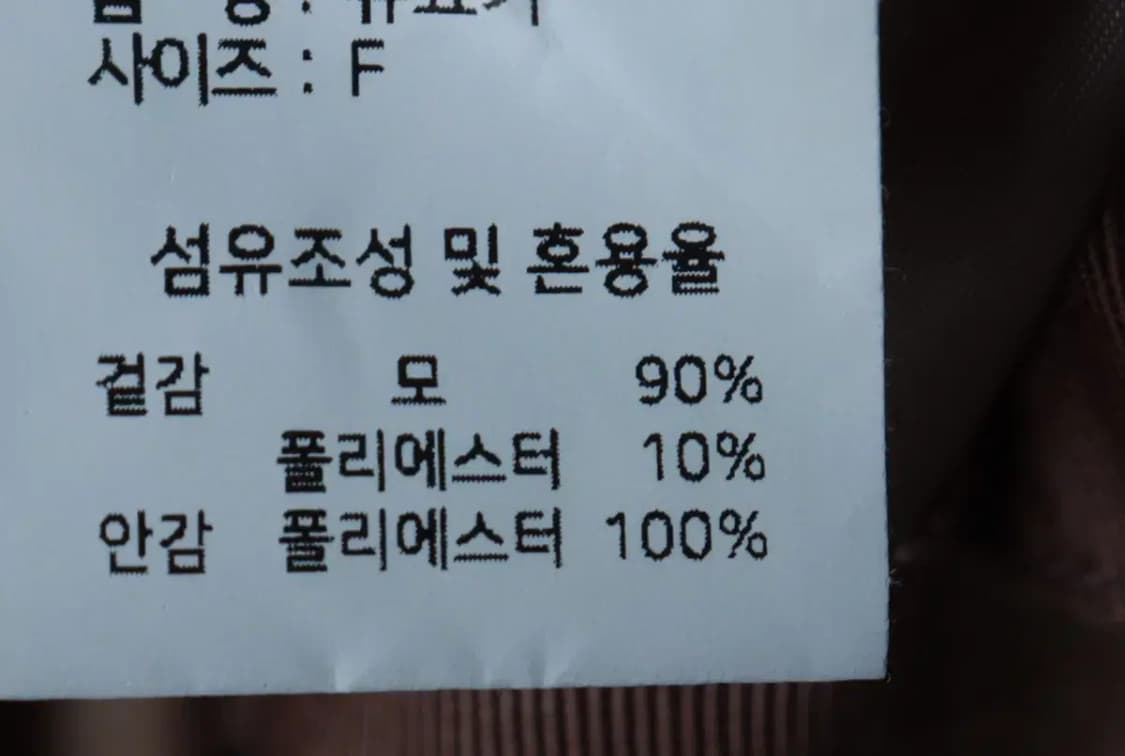 사이즈 : F
섬유조성 및 혼용율
겉감 모 90%
폴리에스터 10%
안감 폴리에스터 100%